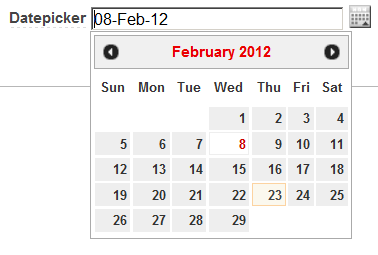 Datepicker 08-Feb-12
February 2012
Sun Mon Tue Wed Thu Fri Sat
1 2 3 4
5 6 7 8 9 10 11
12 13 14 15 16 17 18
19 20 21 22 23 24 25
26 27 28 29